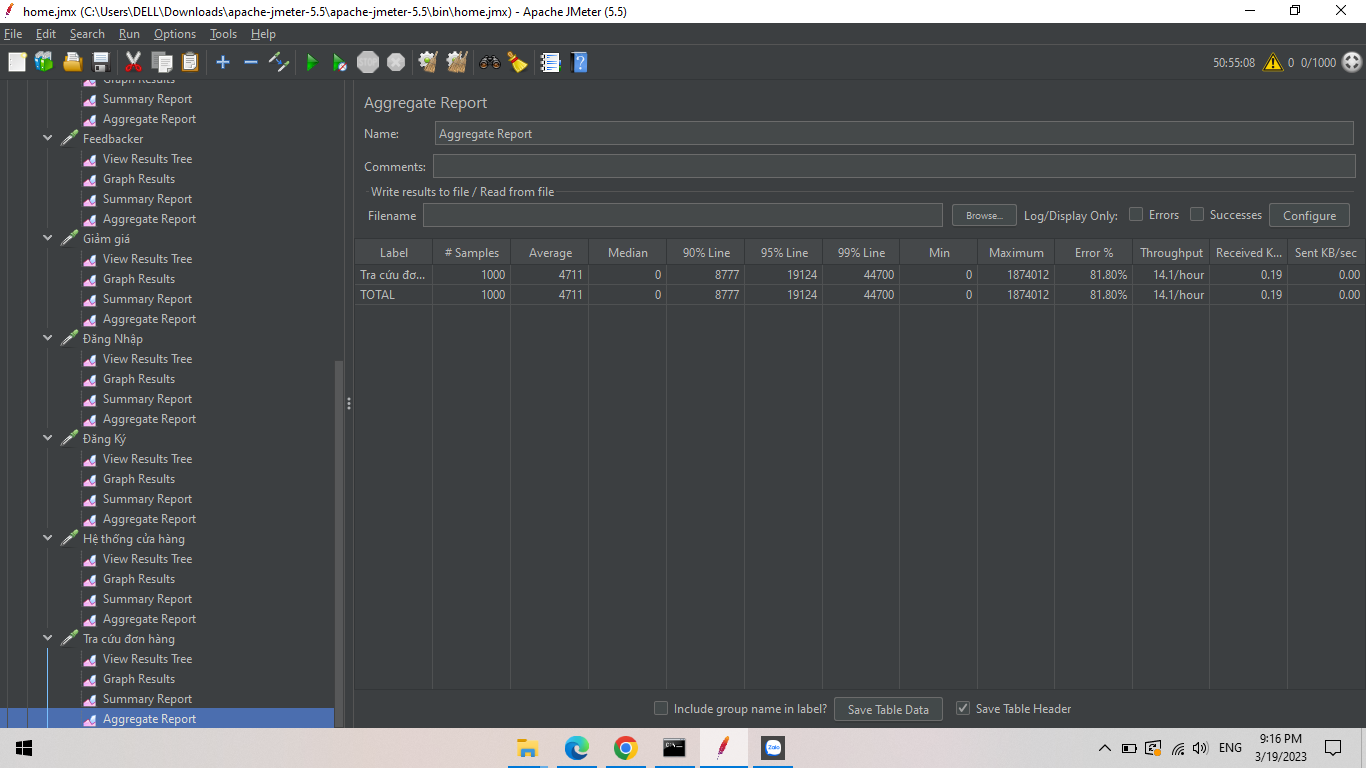 home.jmx (C:\Users\DELL\Downloads\apache-jmeter-5.5\apache-jmeter-5.5\bin\home.jmx) - Apache JMeter (5.5)
File Edit Search Run Options Tools Help
STOP 50:55:08 0 0/1000
Graph Results
Summary Report
Aggregate Report
Feedbacker
View Results Tree
Graph Results
Summary Report
Aggregate Report
Giảm giá
View Results Tree
Graph Results
Summary Report
Aggregate Report
Đăng Nhập
View Results Tree
Graph Results
Summary Report
Aggregate Report
Đăng Ký
View Results Tree
Graph Results
Summary Report
Aggregate Report
Hệ thống cửa hàng
View Results Tree
Graph Results
Summary Report
Aggregate Report
Tra cứu đơn hàng
View Results Tree
Graph Results
Summary Report
Aggregate Report
Aggregate Report
Name: Aggregate Report
Comments:
Write results to file / Read from file
Filename Browse... Log/Display Only: Errors Successes Configure
Label # Samples Average Median 90% Line 95% Line 99% Line Min Maximum Error % Throughput Received K... Sent KB/sec
Tra cứu đơ... 1000 4711 0 8777 19124 44700 0 1874012 81.80% 14.1/hour 0.19 0.00
TOTAL 1000 4711 0 8777 19124 44700 0 1874012 81.80% 14.1/hour 0.19 0.00
Include group name in label? Save Table Data Save Table Header
Zalo
ENG
9:16 PM
3/19/2023